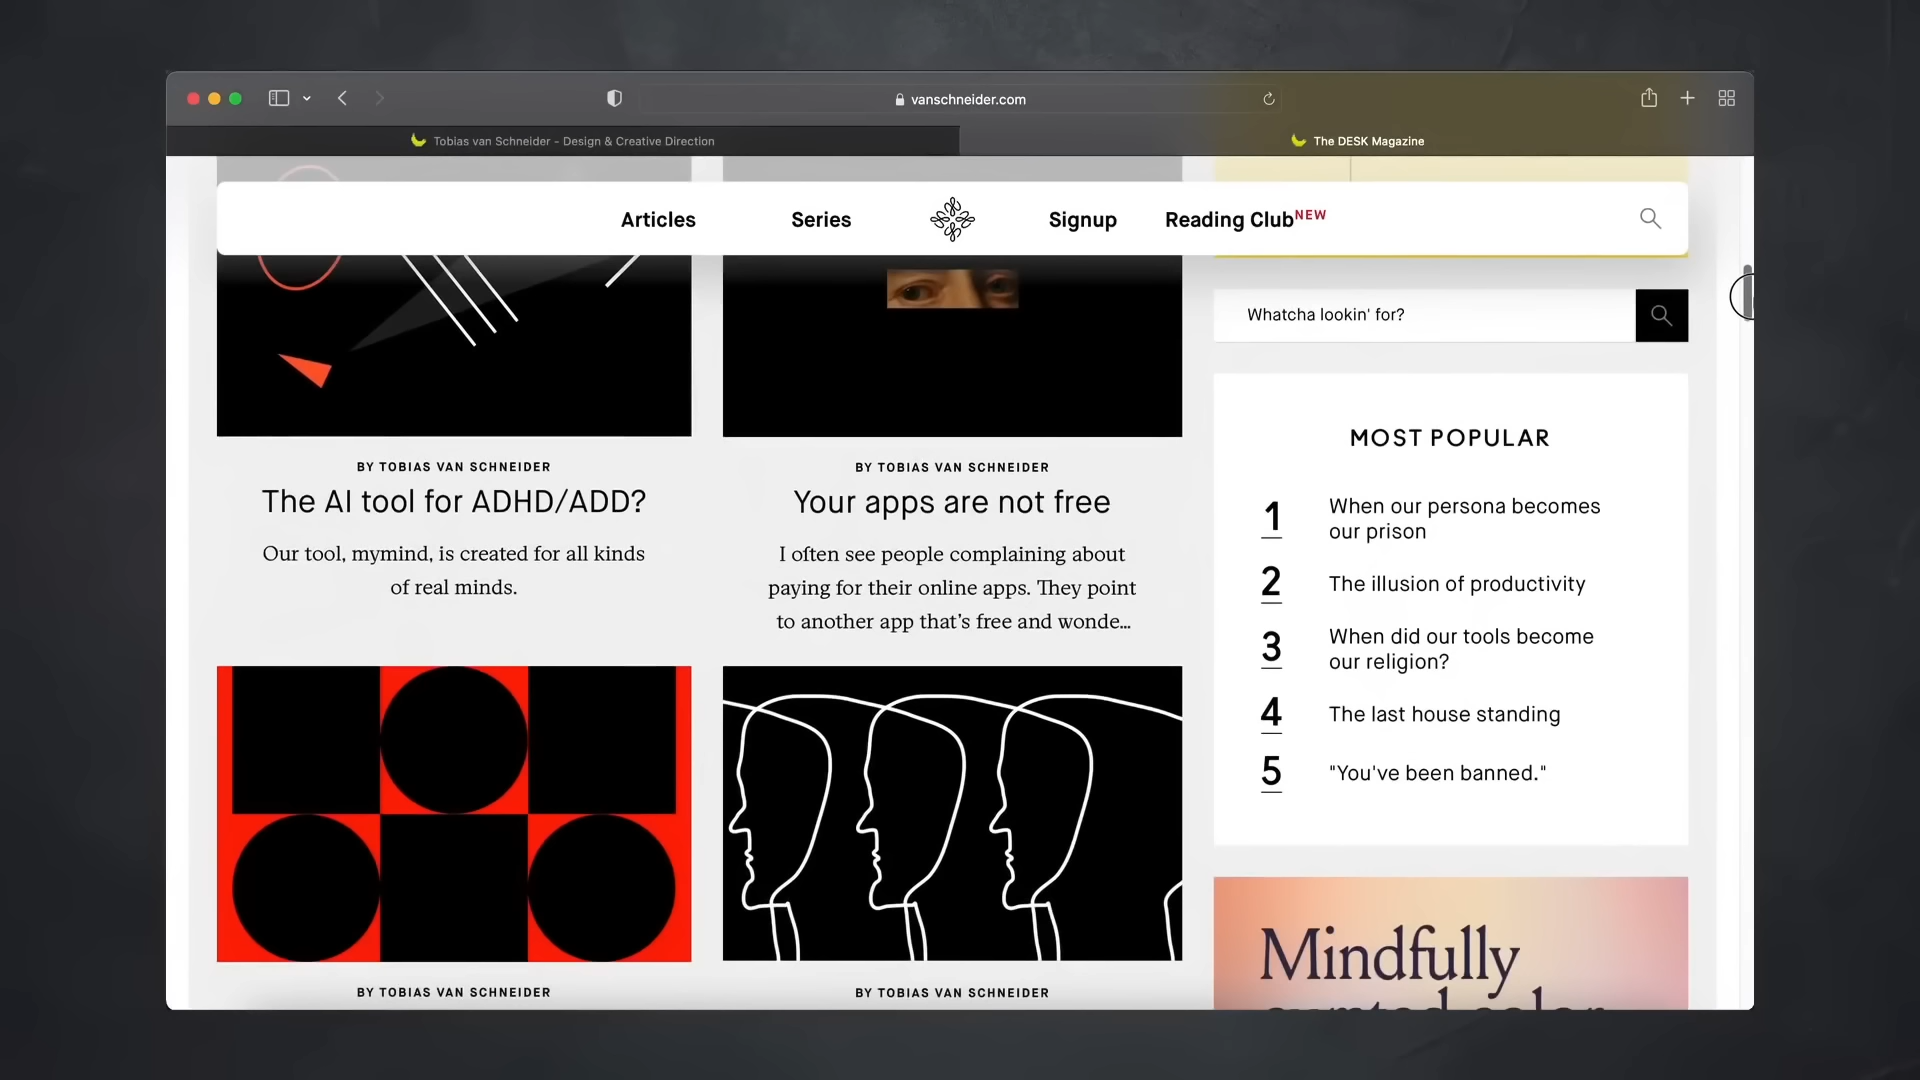 vanschneider.com
Tobias van Schneider – Design & Creative Direction
The DESK Magazine
Articles
Series
Signup
Reading Club NEW
Whatcha lookin' for?
BY TOBIAS VAN SCHNEIDER
The AI tool for ADHD/ADD?
Our tool, mymind, is created for all kinds
of real minds.
BY TOBIAS VAN SCHNEIDER
Your apps are not free
I often see people complaining about
paying for their online apps. They point
to another app that's free and wonde...
MOST POPULAR
1
When our persona becomes
our prison
2
The illusion of productivity
3
When did our tools become
our religion?
4
The last house standing
5
"You've been banned."
BY TOBIAS VAN SCHNEIDER
BY TOBIAS VAN SCHNEIDER
Mindfully
curated color